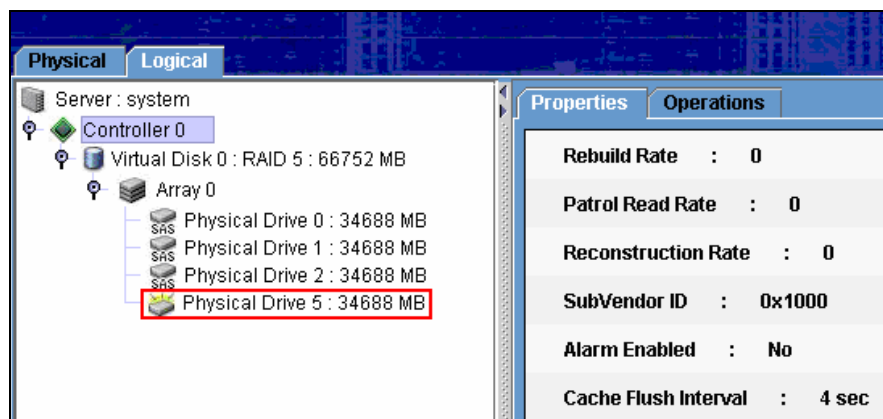 Physical Logical
Server : system
Controller 0
Virtual Disk 0 : RAID 5 : 66752 MB
Array 0
SAS Physical Drive 0 : 34688 MB
SAS Physical Drive 1 : 34688 MB
SAS Physical Drive 2 : 34688 MB
Physical Drive 5 : 34688 MB
Properties Operations
Rebuild Rate : 0
Patrol Read Rate : 0
Reconstruction Rate : 0
SubVendor ID : 0x1000
Alarm Enabled : No
Cache Flush Interval : 4 sec